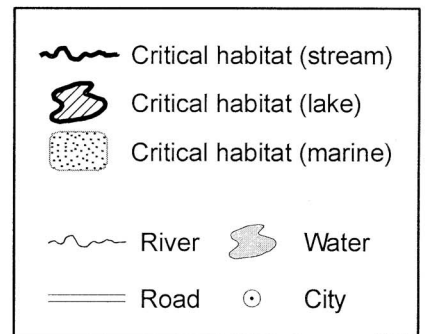 Critical habitat (stream)
Critical habitat (lake)
Critical habitat (marine)
River
Water
Road
City